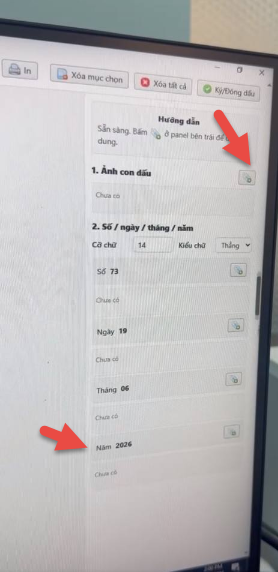 In
Xóa mục chọn
Xóa tất cả
Ký/Đóng dấu
Hướng dẫn
Sẵn sàng. Bấm ở panel bên trái để
dung.
1. Ảnh con dấu
Chưa có
2. Số / ngày / tháng / năm
Cỡ chữ 14 Kiểu chữ Thẳng
Số 73
Chưa có
Ngày 19
Chưa có
Tháng 06
Chưa có
Năm 2026
Chưa có